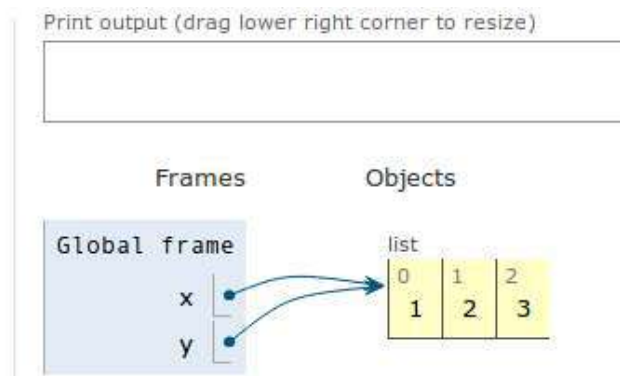 Print output (drag lower right corner to resize)
Frames Objects
Global frame
list
x
y
0 1 2
1 2 3